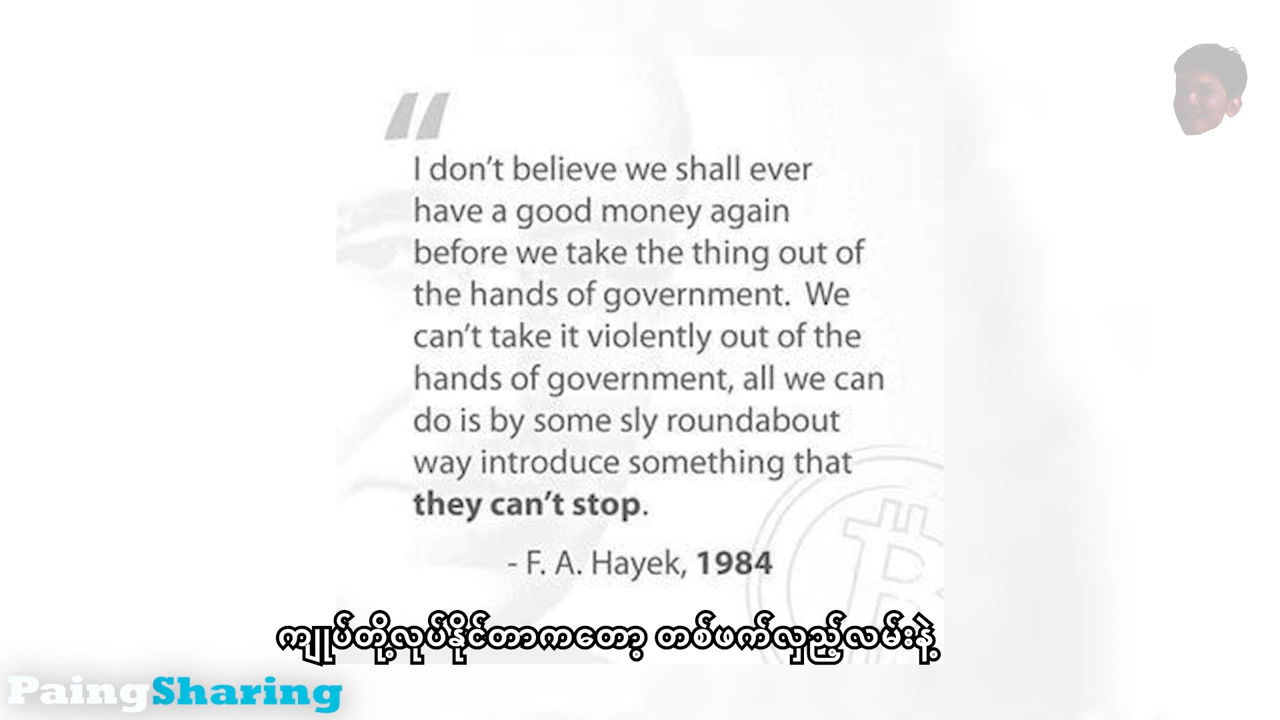 “
I don’t believe we shall ever
have a good money again
before we take the thing out of
the hands of government.  We
can’t take it violently out of the
hands of government, all we can
do is by some sly roundabout
way introduce something that
they can’t stop.
- F. A. Hayek, 1984
ကျုပ်တို့လုပ်နိုင်တာကတော့ တစ်ဖက်လှည့်လမ်းနဲ့
PaingSharing